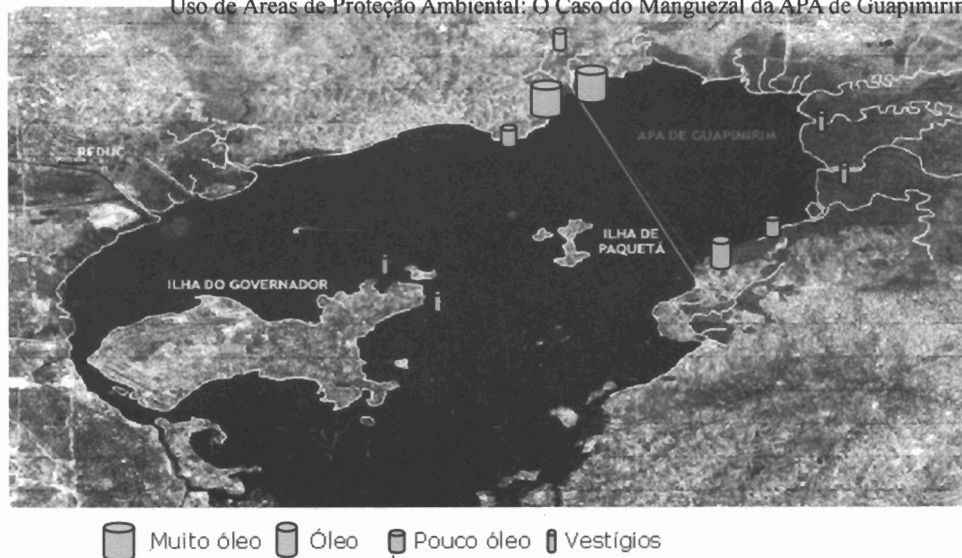 Uso de Áreas de Proteção Ambiental: O Caso do Manguezal da APA de Guapimirim
APA DE GUAPIMIRIM
REDUC
ILHA DE
PAQUETÁ
ILHA DO GOVERNADOR
Muito óleo
Óleo
Pouco óleo
Vestígios